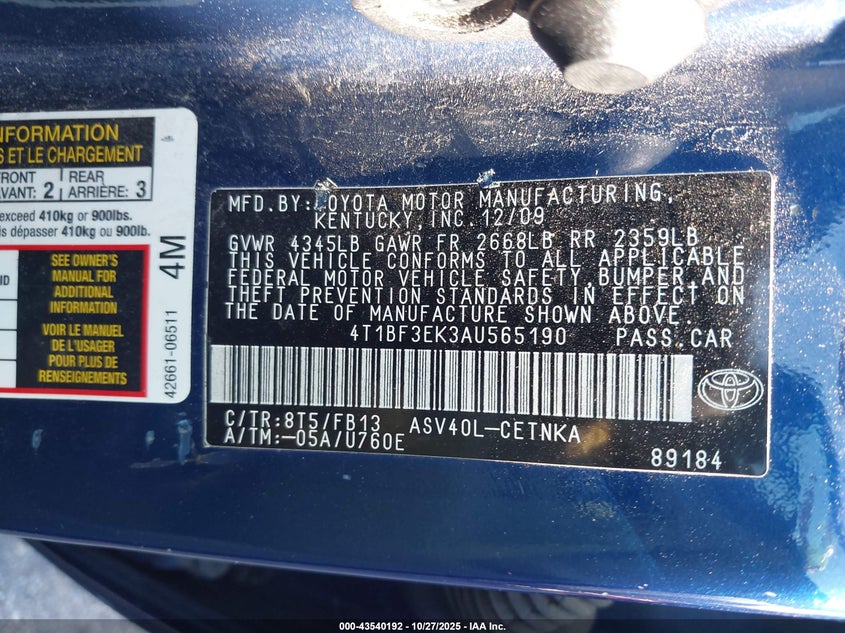 INFORMATION
S ET LE CHARGEMENT
FRONT
AVANT: 2
REAR
ARRIÈRE: 3
exceed 410kg or 900lbs.
is dépasser 410kg ou 900lb.
SEE OWNER'S
MANUAL FOR
ADDITIONAL
INFORMATION
VOIR LE MANUEL
DE L'USAGER
POUR PLUS DE
RENSEIGNEMENTS
4M
42661-06511
MFD. BY: TOYOTA MOTOR MANUFACTURING,
KENTUCKY, INC. 12/09
GVWR 4345LB GAWR FR 2668LB RR 2359LB
THIS VEHICLE CONFORMS TO ALL APPLICABLE
FEDERAL MOTOR VEHICLE SAFETY, BUMPER, AND
THEFT PREVENTION STANDARDS IN EFFECT ON
THE DATE OF MANUFACTURE SHOWN ABOVE.
4T1BF3EK3AU565190 PASS.CAR
C/TR:8T5/FB13 ASV40L-CETNKA
A/TM:-05A/U760E
89184
000-43540192 - 10/27/2025 - IAA Inc.